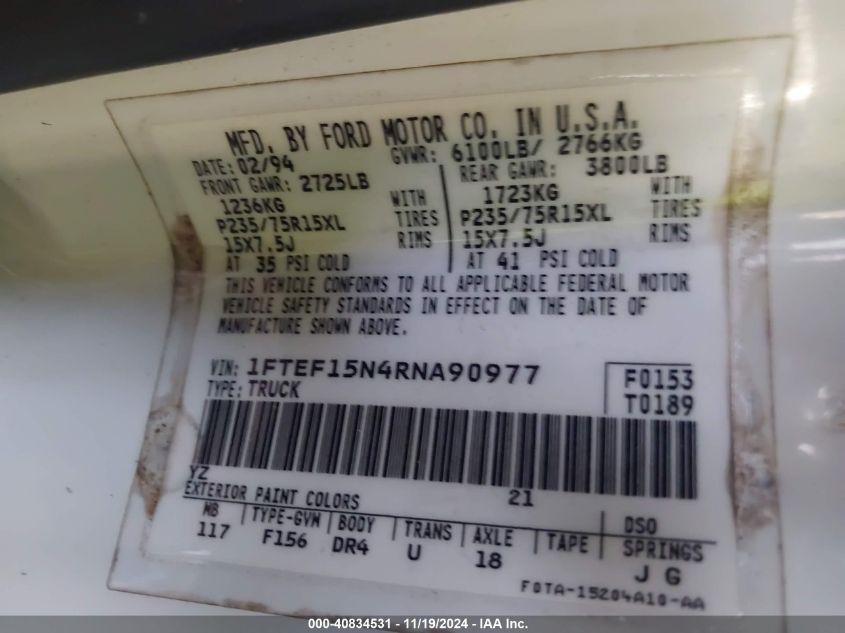 MFD. BY FORD MOTOR CO. IN U.S.A.
DATE: 02/94 GVWR: 6100LB/ 2766KG
FRONT GAWR: 2725LB REAR GAWR: 3800LB
1236KG WITH 1723KG WITH
P235/75R15XL TIRES P235/75R15XL TIRES
15X7.5J RIMS 15X7.5J RIMS
AT 35 PSI COLD AT 41 PSI COLD
THIS VEHICLE CONFORMS TO ALL APPLICABLE FEDERAL MOTOR
VEHICLE SAFETY STANDARDS IN EFFECT ON THE DATE OF
MANUFACTURE SHOWN ABOVE.
VIN: 1FTEF15N4RNA90977 F0153
TYPE: TRUCK T0189
YZ 21
EXTERIOR PAINT COLORS DSO
WB TYPE-GVW BODY TRANS AXLE TAPE SPRINGS
117 F156 DR4 U 18 J G
F0TA-15204A10-AA
000-40834531 - 11/19/2024 - IAA Inc.